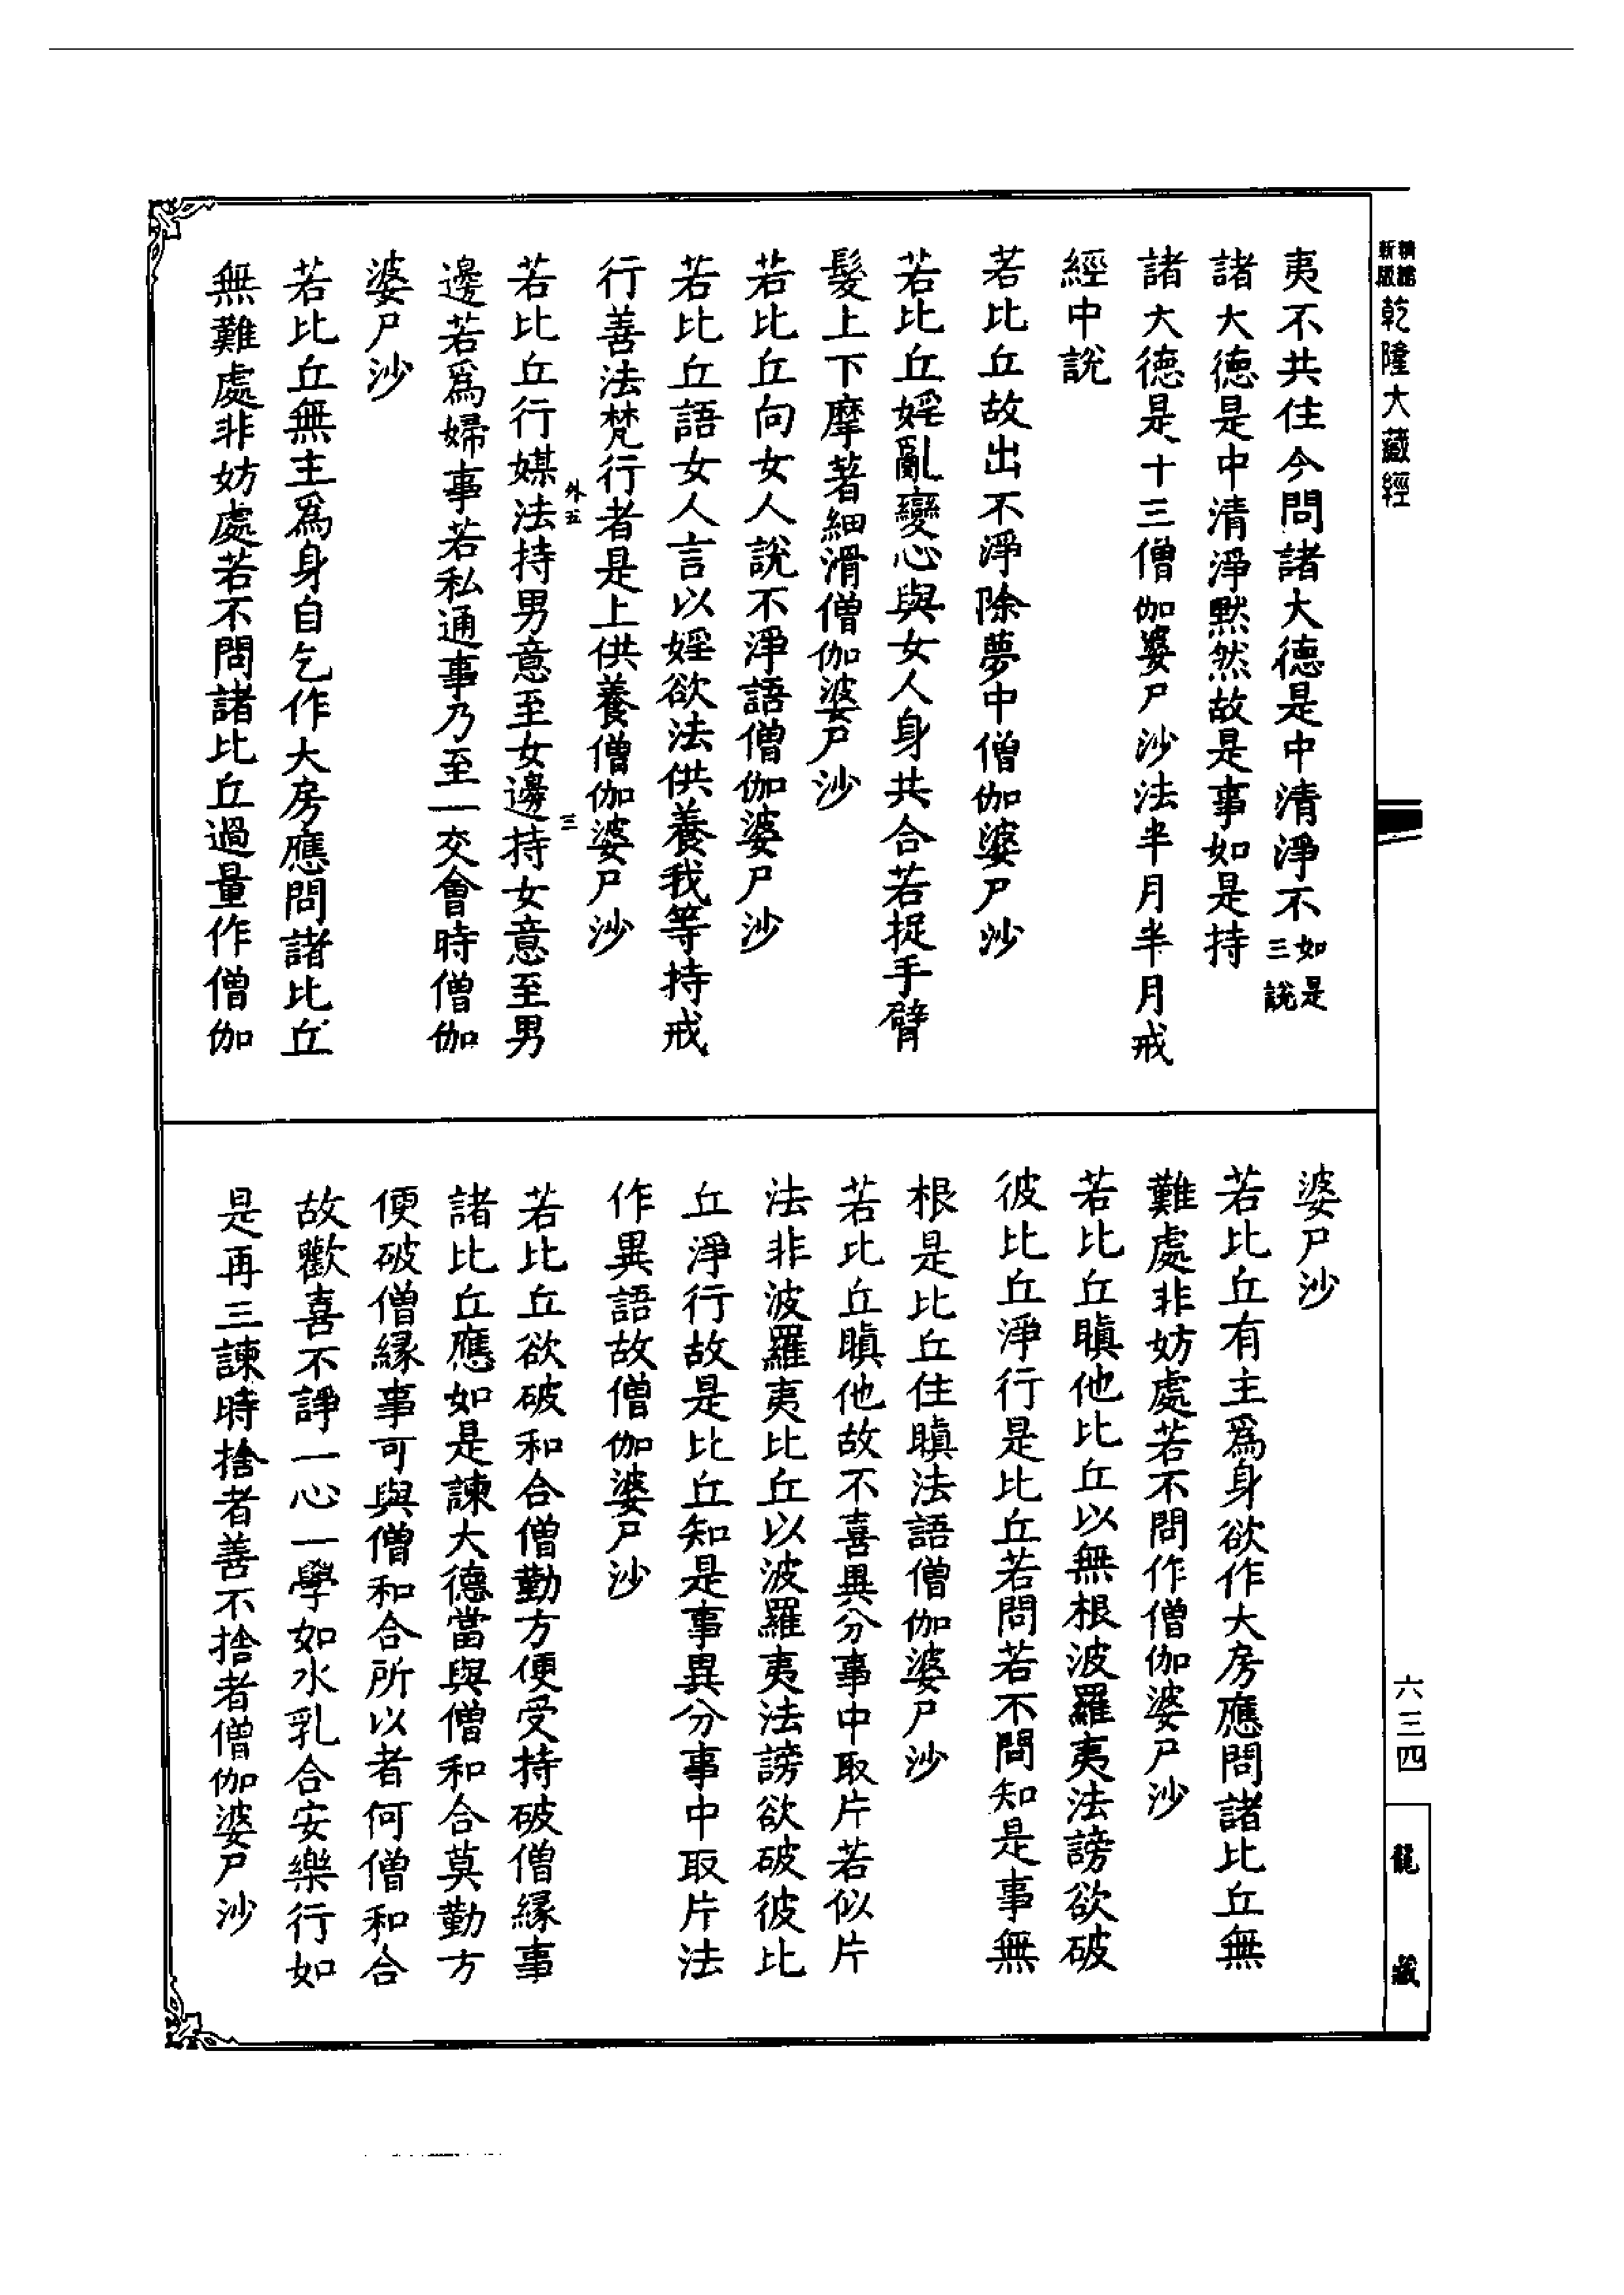 新版
精縮
乾隆大藏經
夷不共住今問諸大德是中清淨不如是三說
諸大德是中清淨默然故是事如是持
諸大德是十三僧伽婆尸沙法半月半月戒
經中說
若比丘故出不淨除夢中僧伽婆尸沙
若比丘婬亂變心與女人身共合若捉手臂
髮上下摩著細滑僧伽婆尸沙
若比丘向女人說不淨語僧伽婆尸沙
若比丘語女人言以婬欲法供養我等持戒
行善法梵行者是上供養僧伽婆尸沙
外五
三
若比丘行媒法持男意至女邊持女意至男
邊若爲婦事若私通事乃至一交會時僧伽
婆尸沙
若比丘無主爲身自乞作大房應問諸比丘
無難處非妨處若不問諸比丘過量作僧伽
婆尸沙
若比丘有主爲身欲作大房應問諸比丘無
難處非妨處若不問作僧伽婆尸沙
若比丘瞋他比丘以無根波羅夷法謗欲破
彼比丘淨行是比丘若問若不問知是事無
根是比丘住瞋法語僧伽婆尸沙
若比丘瞋他故不喜異分事中取片若似片
法非波羅夷比丘以波羅夷法謗欲破彼比
丘淨行故是比丘知是事異分事中取片法
作異語故僧伽婆尸沙
若比丘欲破和合僧勤方便受持破僧緣事
諸比丘應如是諫大德當與僧和合莫勤方
便破僧緣事可與僧和合所以者何僧和合
故歡喜不諍一心一學如水乳合安樂行如
是再三諫時捨者善不捨者僧伽婆尸沙
六三四
龍藏